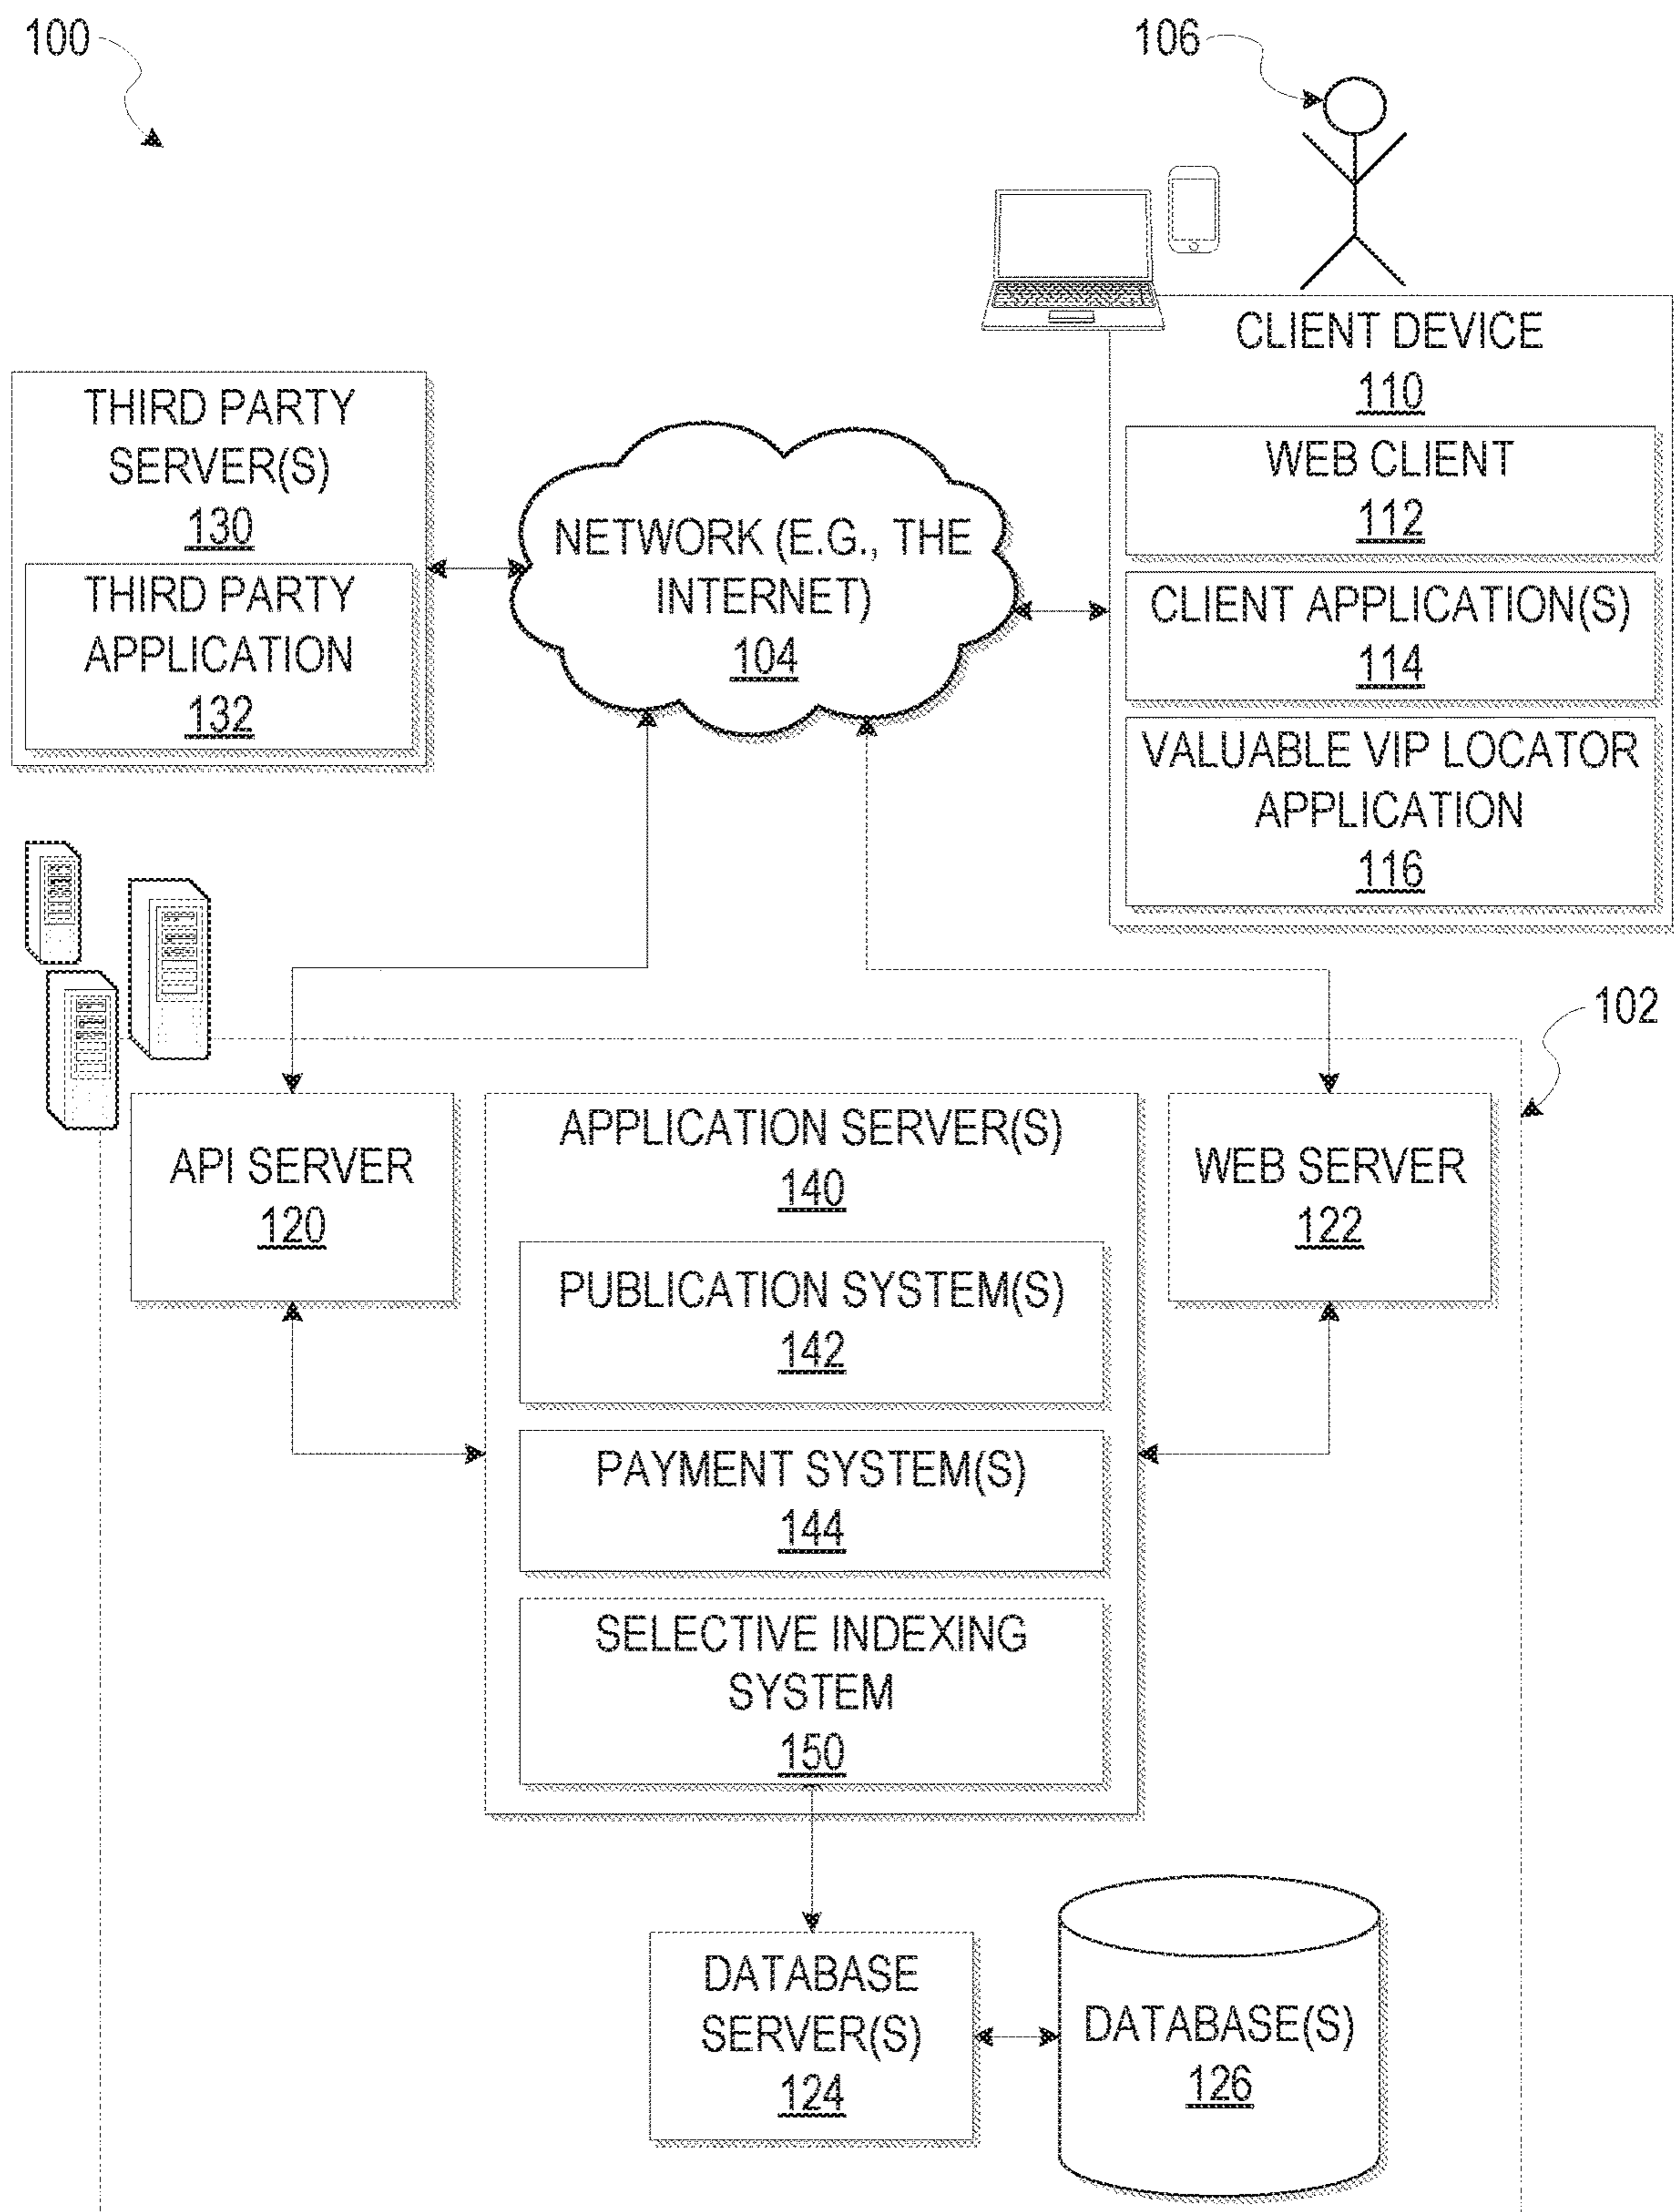 100
106
CLIENT DEVICE
110
WEB CLIENT
112
CLIENT APPLICATION(S)
114
VALUABLE VIP LOCATOR
APPLICATION
116
THIRD PARTY
SERVER(S)
130
THIRD PARTY
APPLICATION
132
NETWORK (E.G., THE
INTERNET)
104
102
API SERVER
120
APPLICATION SERVER(S)
140
PUBLICATION SYSTEM(S)
142
PAYMENT SYSTEM(S)
144
SELECTIVE INDEXING
SYSTEM
150
WEB SERVER
122
DATABASE
SERVER(S)
124
DATABASE(S)
126